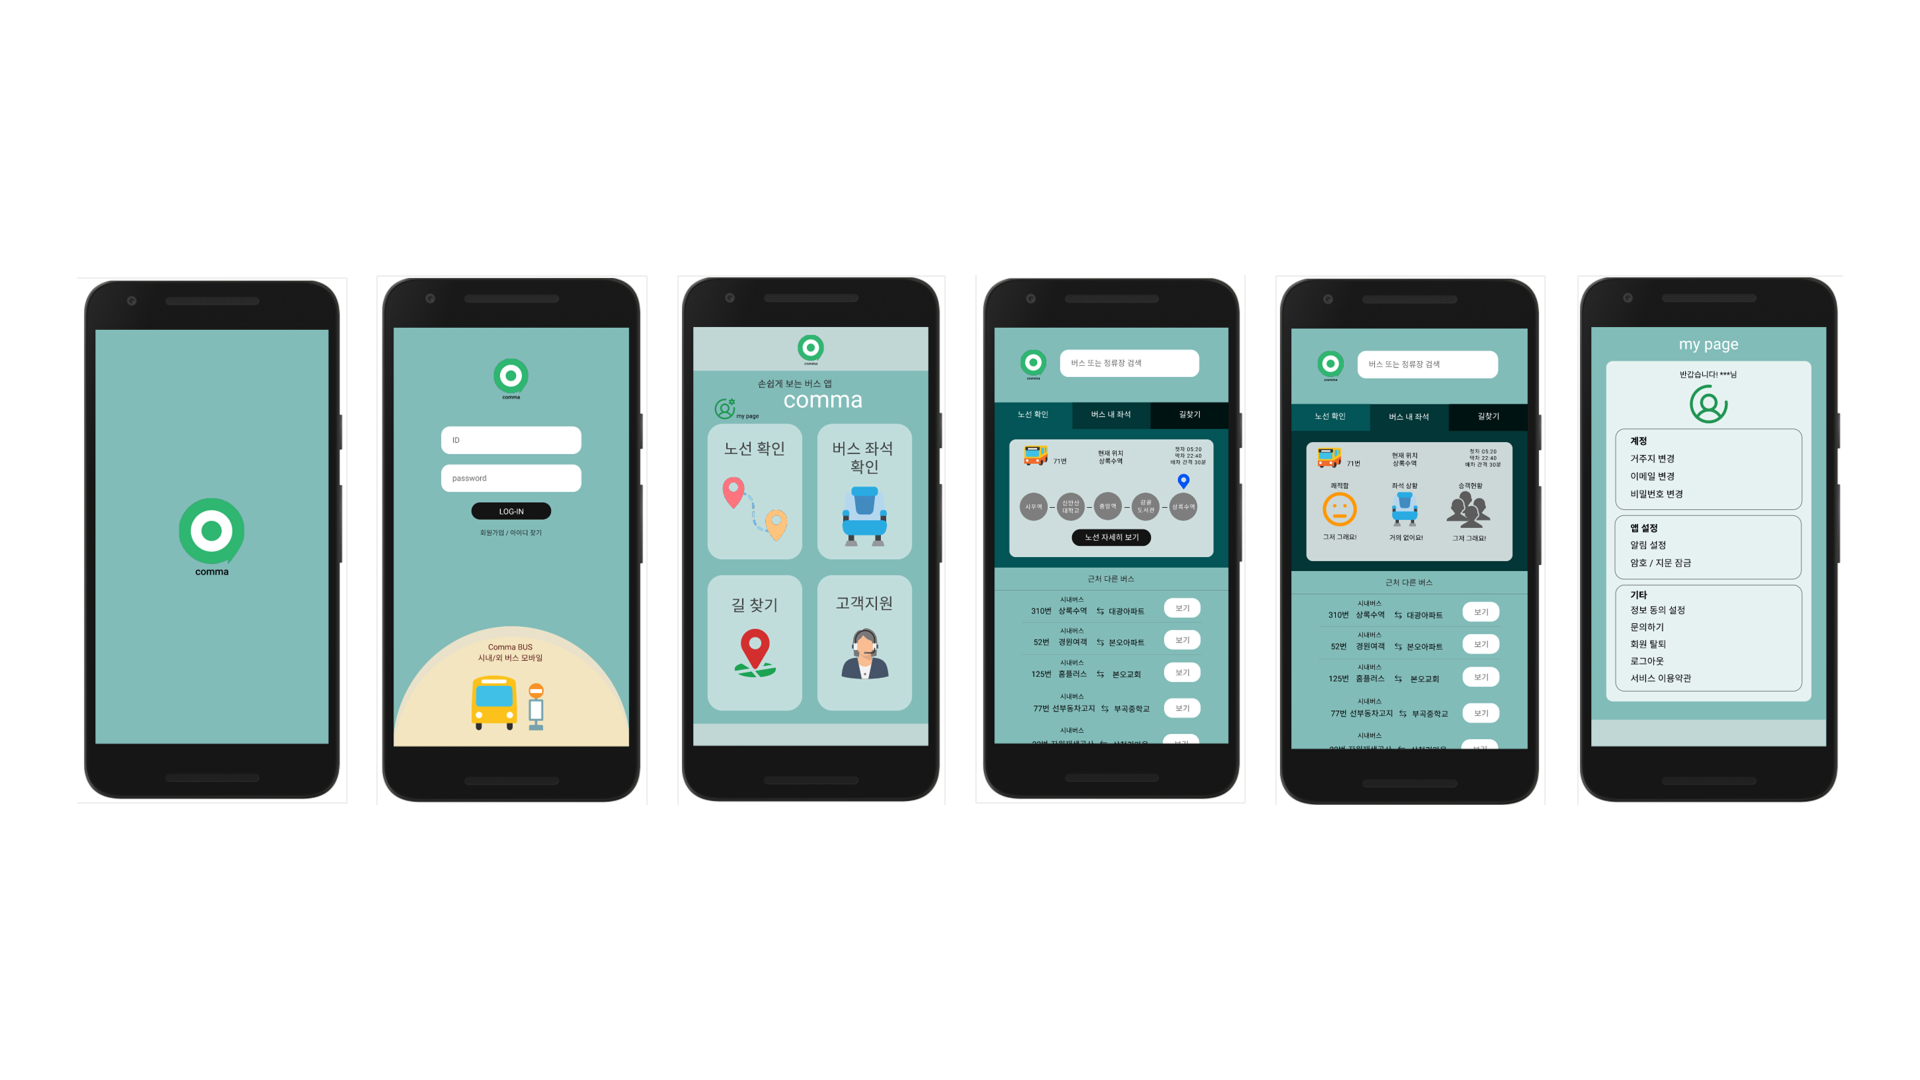 comma
comma
ID
password
LOG-IN
회원가입 / 아이디 찾기
Comma BUS
시내/외 버스 모바일
comma
손쉽게 보는 버스 앱
comma
my page
노선 확인
버스 좌석
확인
길 찾기
고객지원
comma
버스 또는 정류장 검색
노선 확인
버스 내 좌석
길찾기
71번
현재 위치
상록수역
첫차 05:20
막차 22:40
배차 간격 30분
시우역
신안산
대학교
중앙역
감골
도서관
상록수역
노선 자세히 보기
근처 다른 버스
시내버스
310번 상록수역 ⇆ 대광아파트 보기
시내버스
52번 경원여객 ⇆ 본오아파트 보기
시내버스
125번 홈플러스 ⇆ 본오교회 보기
시내버스
77번 선부동차고지 ⇆ 부곡중학교 보기
시내버스
comma
버스 또는 정류장 검색
노선 확인
버스 내 좌석
길찾기
71번
현재 위치
상록수역
첫차 05:20
막차 22:40
배차 간격 30분
쾌적함
좌석 상황
승객현황
그저 그래요!
거의 없어요!
그저 그래요!
근처 다른 버스
시내버스
310번 상록수역 ⇆ 대광아파트 보기
시내버스
52번 경원여객 ⇆ 본오아파트 보기
시내버스
125번 홈플러스 ⇆ 본오교회 보기
시내버스
77번 선부동차고지 ⇆ 부곡중학교 보기
시내버스
my page
반갑습니다! ***님
계정
거주지 변경
이메일 변경
비밀번호 변경
앱 설정
알림 설정
암호 / 지문 잠금
기타
정보 동의 설정
문의하기
회원 탈퇴
로그아웃
서비스 이용약관